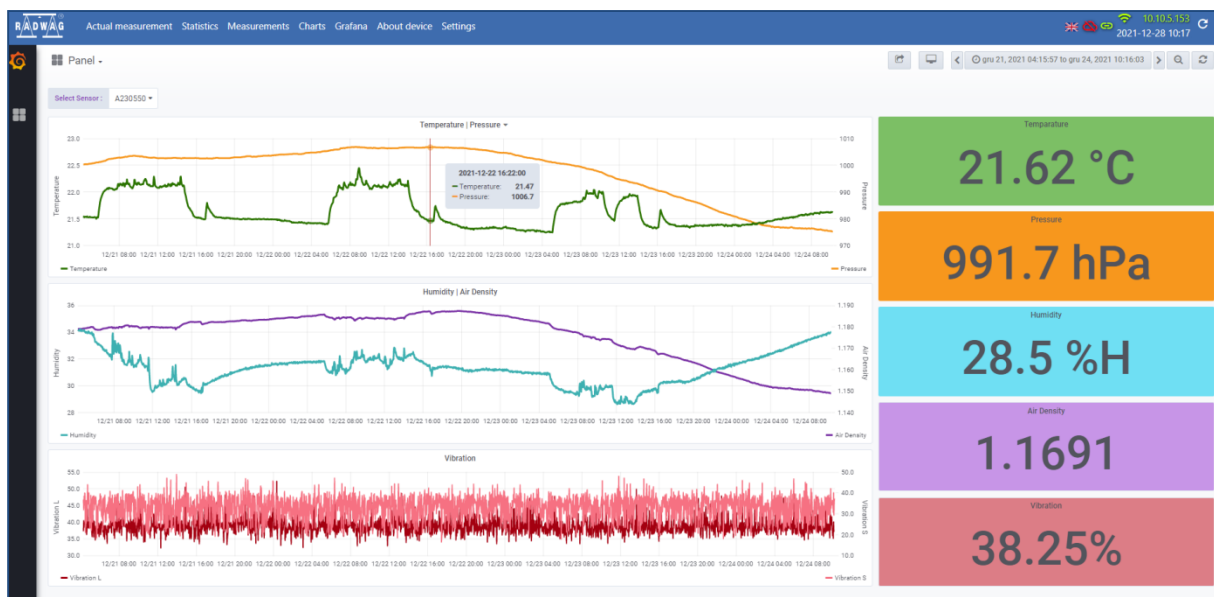 RADWAG Actual measurement Statistics Measurements Charts Grafana About device Settings
10.10.5.153
2021-12-28 10:17
Panel
gru 21, 2021 04:15:57 to gru 24, 2021 10:16:03
Select Sensor : A230550
Temperature | Pressure
23.0
22.5
22.0
21.5
21.0
Temperature
1010
1000
990
980
970
Pressure
2021-12-22 16:22:00
Temperature: 21.47
Pressure: 1006.7
12/21 08:00 12/21 12:00 12/21 16:00 12/21 20:00 12/22 00:00 12/22 04:00 12/22 08:00 12/22 12:00 12/22 16:00 12/22 20:00 12/23 00:00 12/23 04:00 12/23 08:00 12/23 12:00 12/23 16:00 12/23 20:00 12/24 00:00 12/24 04:00 12/24 08:00
Temperature
Pressure
Humidity | Air Density
36
34
32
30
28
Humidity
1.190
1.180
1.170
1.160
1.150
1.140
Air Density
12/21 08:00 12/21 12:00 12/21 16:00 12/21 20:00 12/22 00:00 12/22 04:00 12/22 08:00 12/22 12:00 12/22 16:00 12/22 20:00 12/23 00:00 12/23 04:00 12/23 08:00 12/23 12:00 12/23 16:00 12/23 20:00 12/24 00:00 12/24 04:00 12/24 08:00
Humidity
Air Density
Vibration
55.0
50.0
45.0
40.0
35.0
30.0
Vibration L
50.0
40.0
30.0
20.0
10.0
Vibration S
12/21 08:00 12/21 12:00 12/21 16:00 12/21 20:00 12/22 00:00 12/22 04:00 12/22 08:00 12/22 12:00 12/22 16:00 12/22 20:00 12/23 00:00 12/23 04:00 12/23 08:00 12/23 12:00 12/23 16:00 12/23 20:00 12/24 00:00 12/24 04:00 12/24 08:00
Vibration L
Vibration S
Temparature
21.62 °C
Pressure
991.7 hPa
Humidity
28.5 %H
Air Density
1.1691
Vibration
38.25%